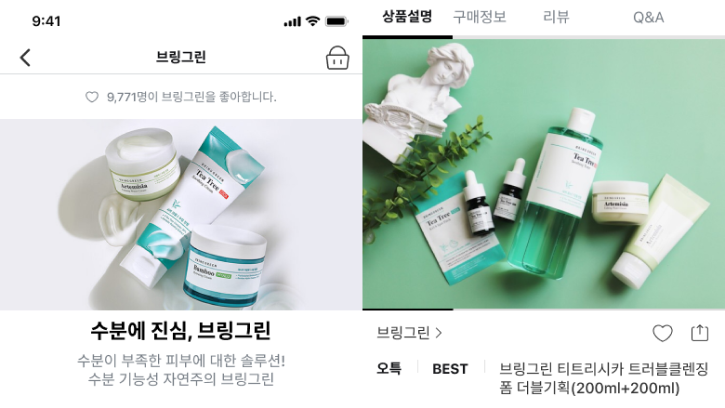 9:41
브링그린
9,771명이 브링그린을 좋아합니다.
Artemisia
Tea Tree
Bamboo
수분에 진심, 브링그린
수분이 부족한 피부에 대한 솔루션!
수분 기능성 자연주의 브링그린
상품설명 구매정보 리뷰 Q&A
Tea Tree
Tea Tree
Artemisia
브링그린
오특 BEST 브링그린 티트리시카 트러블클렌징
폼 더블기획(200ml+200ml)